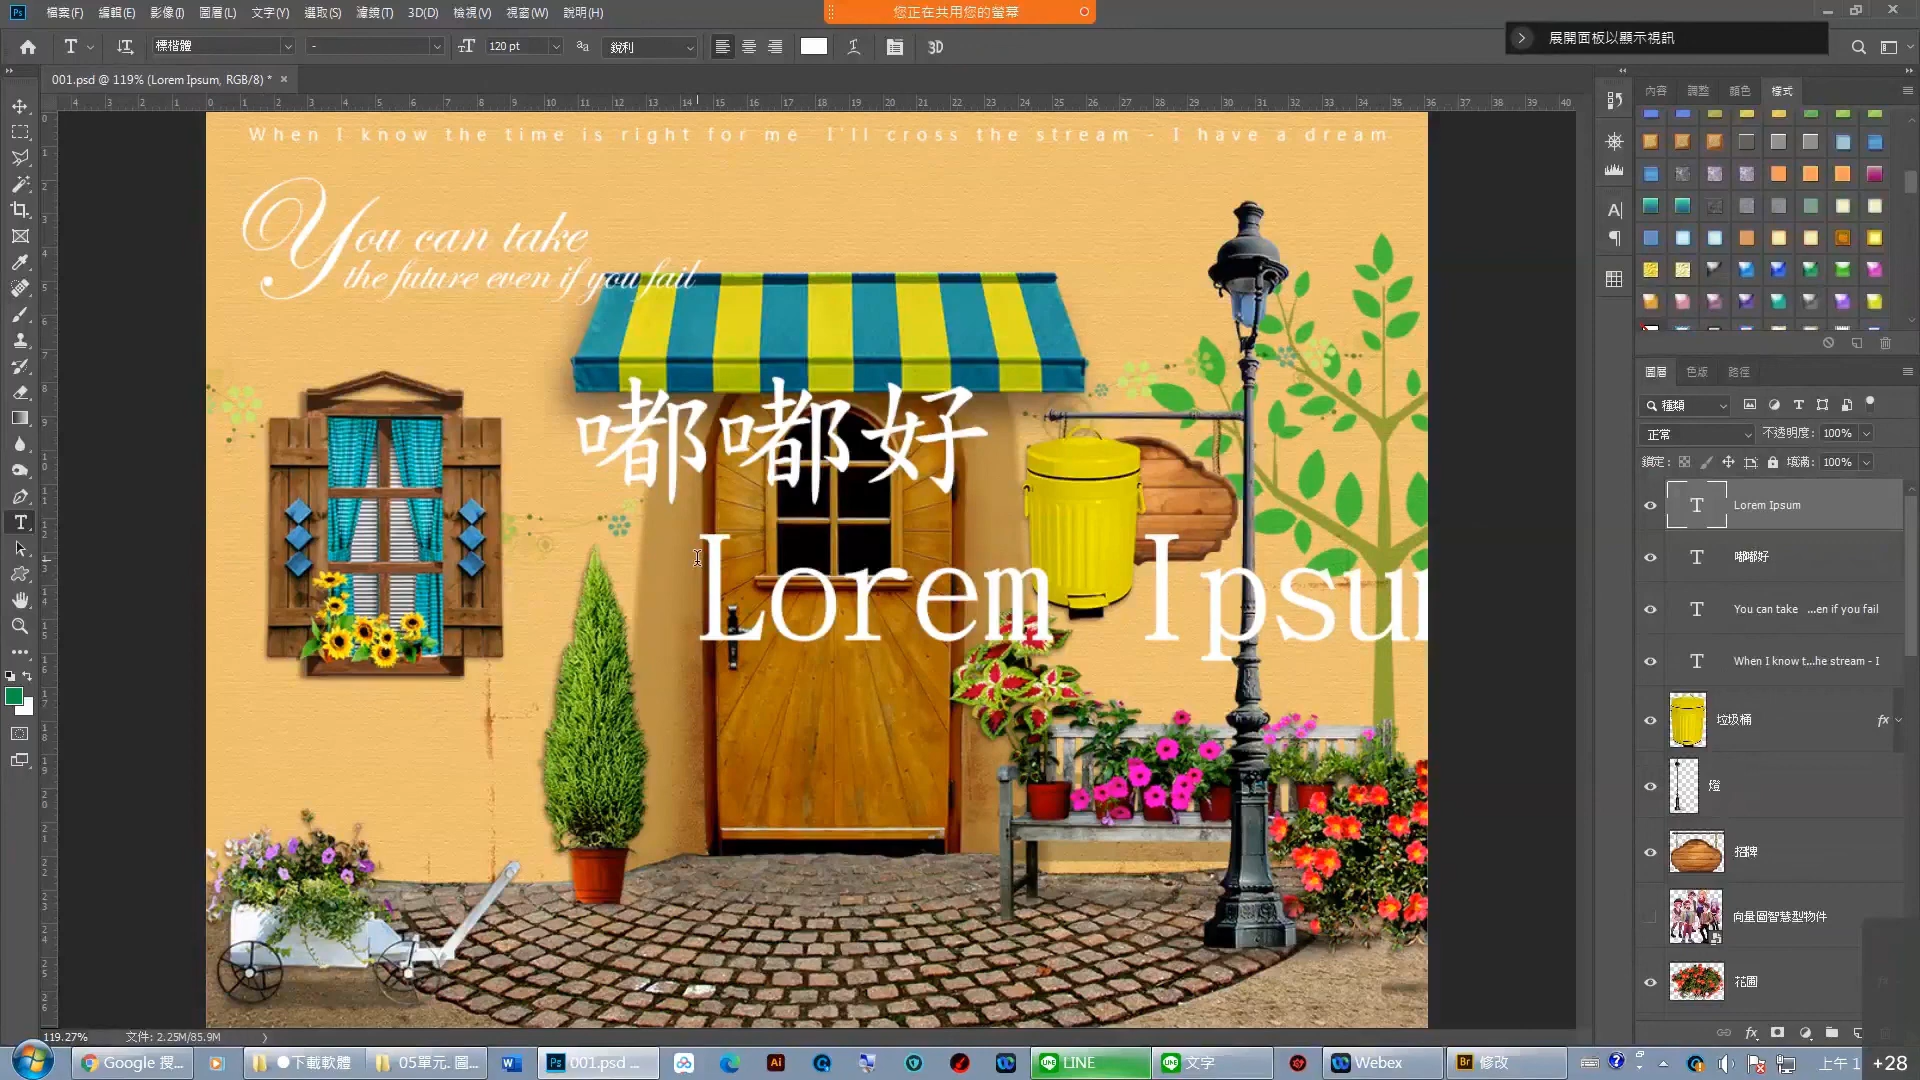 檔案(F) 編輯(E) 影像(I) 圖層(L) 文字(Y) 選取(S) 濾鏡(T) 3D(D) 檢視(V) 視窗(W) 說明(H)
您正在共用您的螢幕
展開面板以顯示視訊
標楷體 - 120 pt 銳利 3D
001.psd @ 119% (Lorem Ipsum, RGB/8) *
內容 調整 顏色 樣式
When I know the time is right for me I'll cross the stream - I have a dream
You can take
the future even if you fail
嘟嘟好
Lorem Ipsum
圖層 色版 路徑
種類
正常 不透明度: 100%
鎖定: 填滿: 100%
Lorem Ipsum
嘟嘟好
You can take ...en if you fail
When I know t...he stream - I
垃圾桶 fx
燈
招牌
向量圖智慧型物件
花圃
119.27% 文件: 2.25M/85.9M
Google 搜... ●下載軟體 05單元. 圖... 001.psd ... LINE 文字 Webex 修改 上午 1 +28